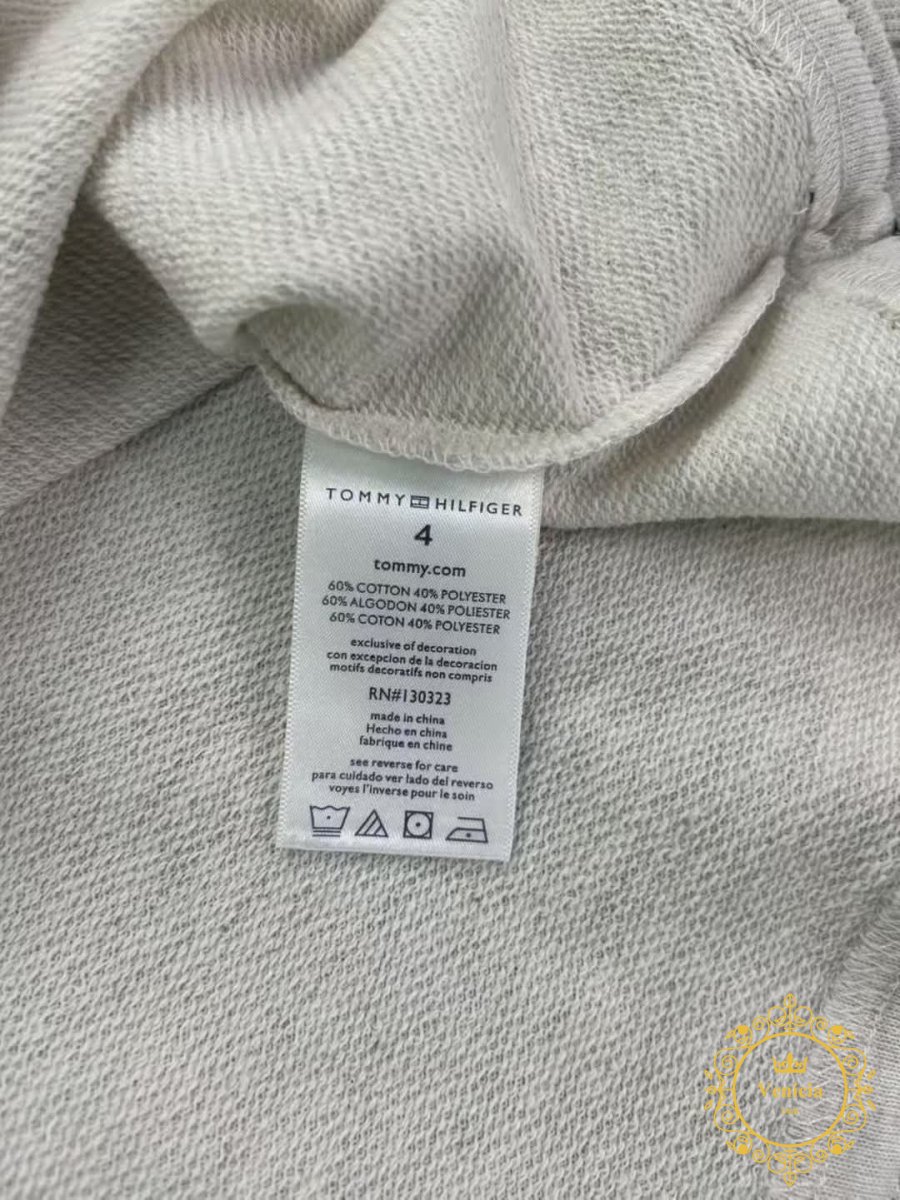 TOMMY HILFIGER
4
tommy.com
60% COTTON 40% POLYESTER
60% ALGODON 40% POLIESTER
60% COTON 40% POLYESTER
exclusive of decoration
con excepcion de la decoracion
motifs decoratifs non compris
RN#130323
made in china
Hecho en china
fabrique en chine
see reverse for care
para cuidado ver lado del reverso
voyes l'inverse pour le soin